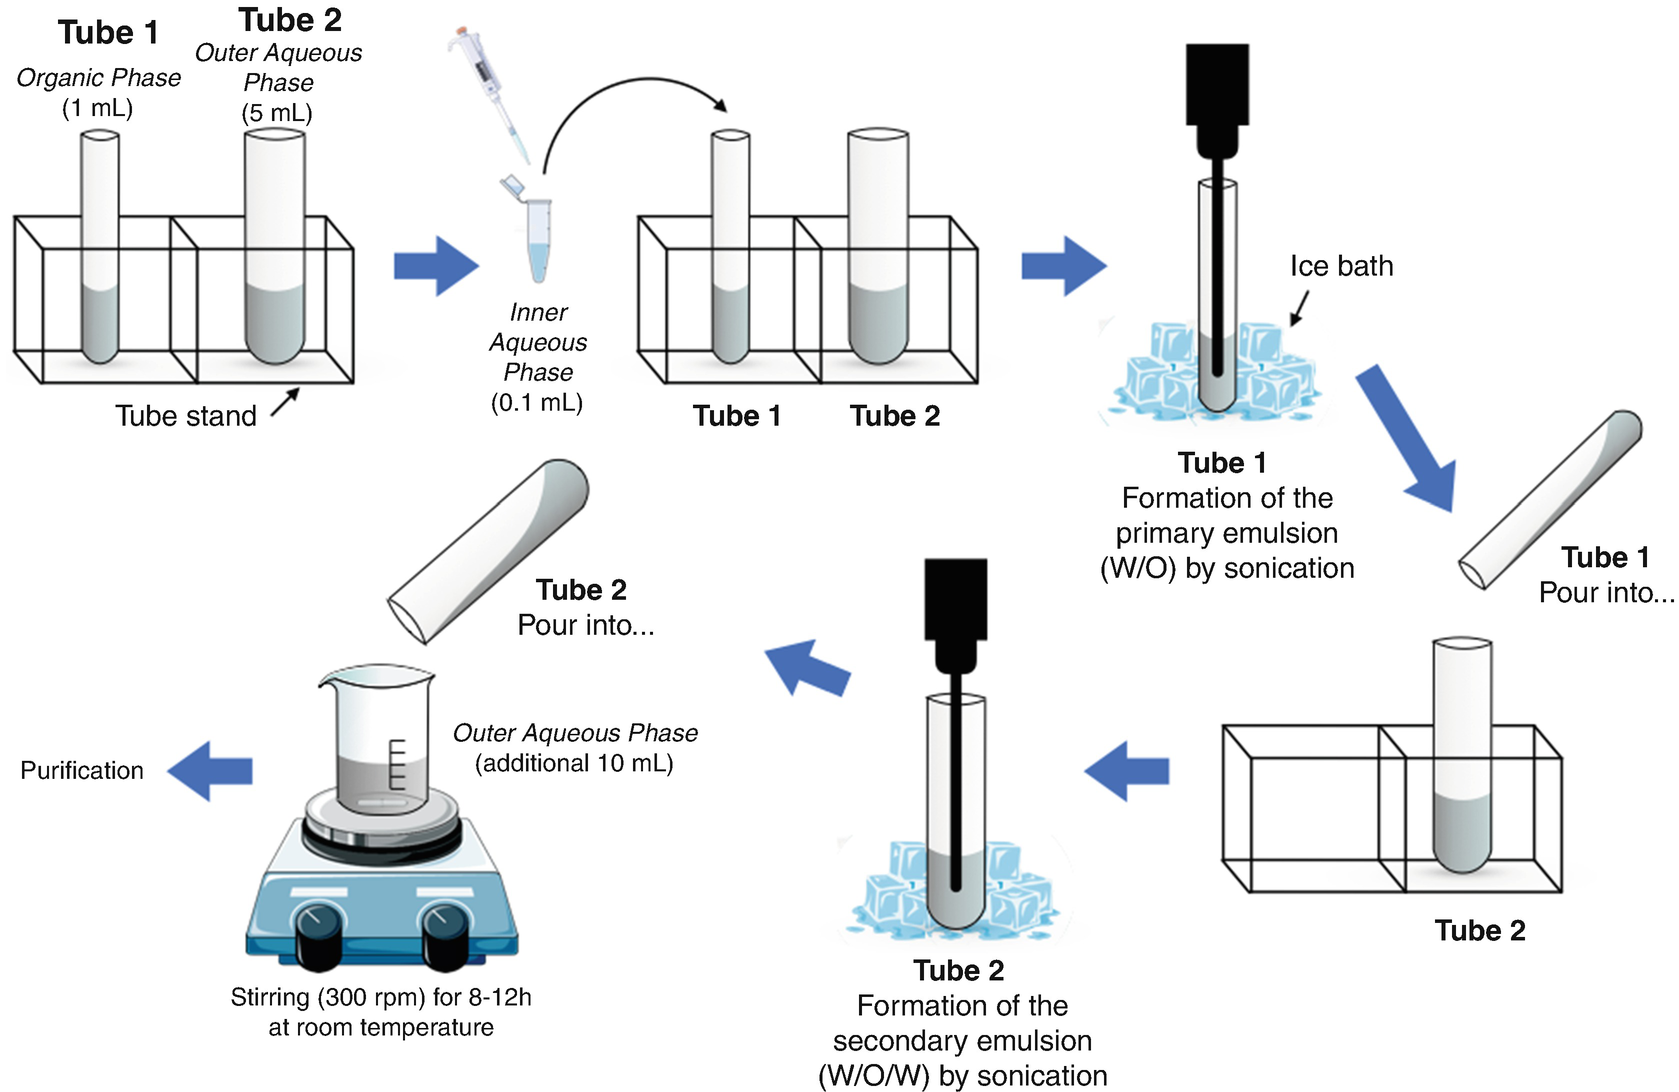 Tube 1
Organic Phase
(1 mL)
Tube 2
Outer Aqueous
Phase
(5 mL)
Tube stand
Inner
Aqueous
Phase
(0.1 mL)
Tube 1
Tube 2
Ice bath
Tube 1
Formation of the
primary emulsion
(W/O) by sonication
Tube 1
Pour into...
Tube 2
Tube 2
Formation of the
secondary emulsion
(W/O/W) by sonication
Tube 2
Pour into...
Outer Aqueous Phase
(additional 10 mL)
Stirring (300 rpm) for 8-12h
at room temperature
Purification